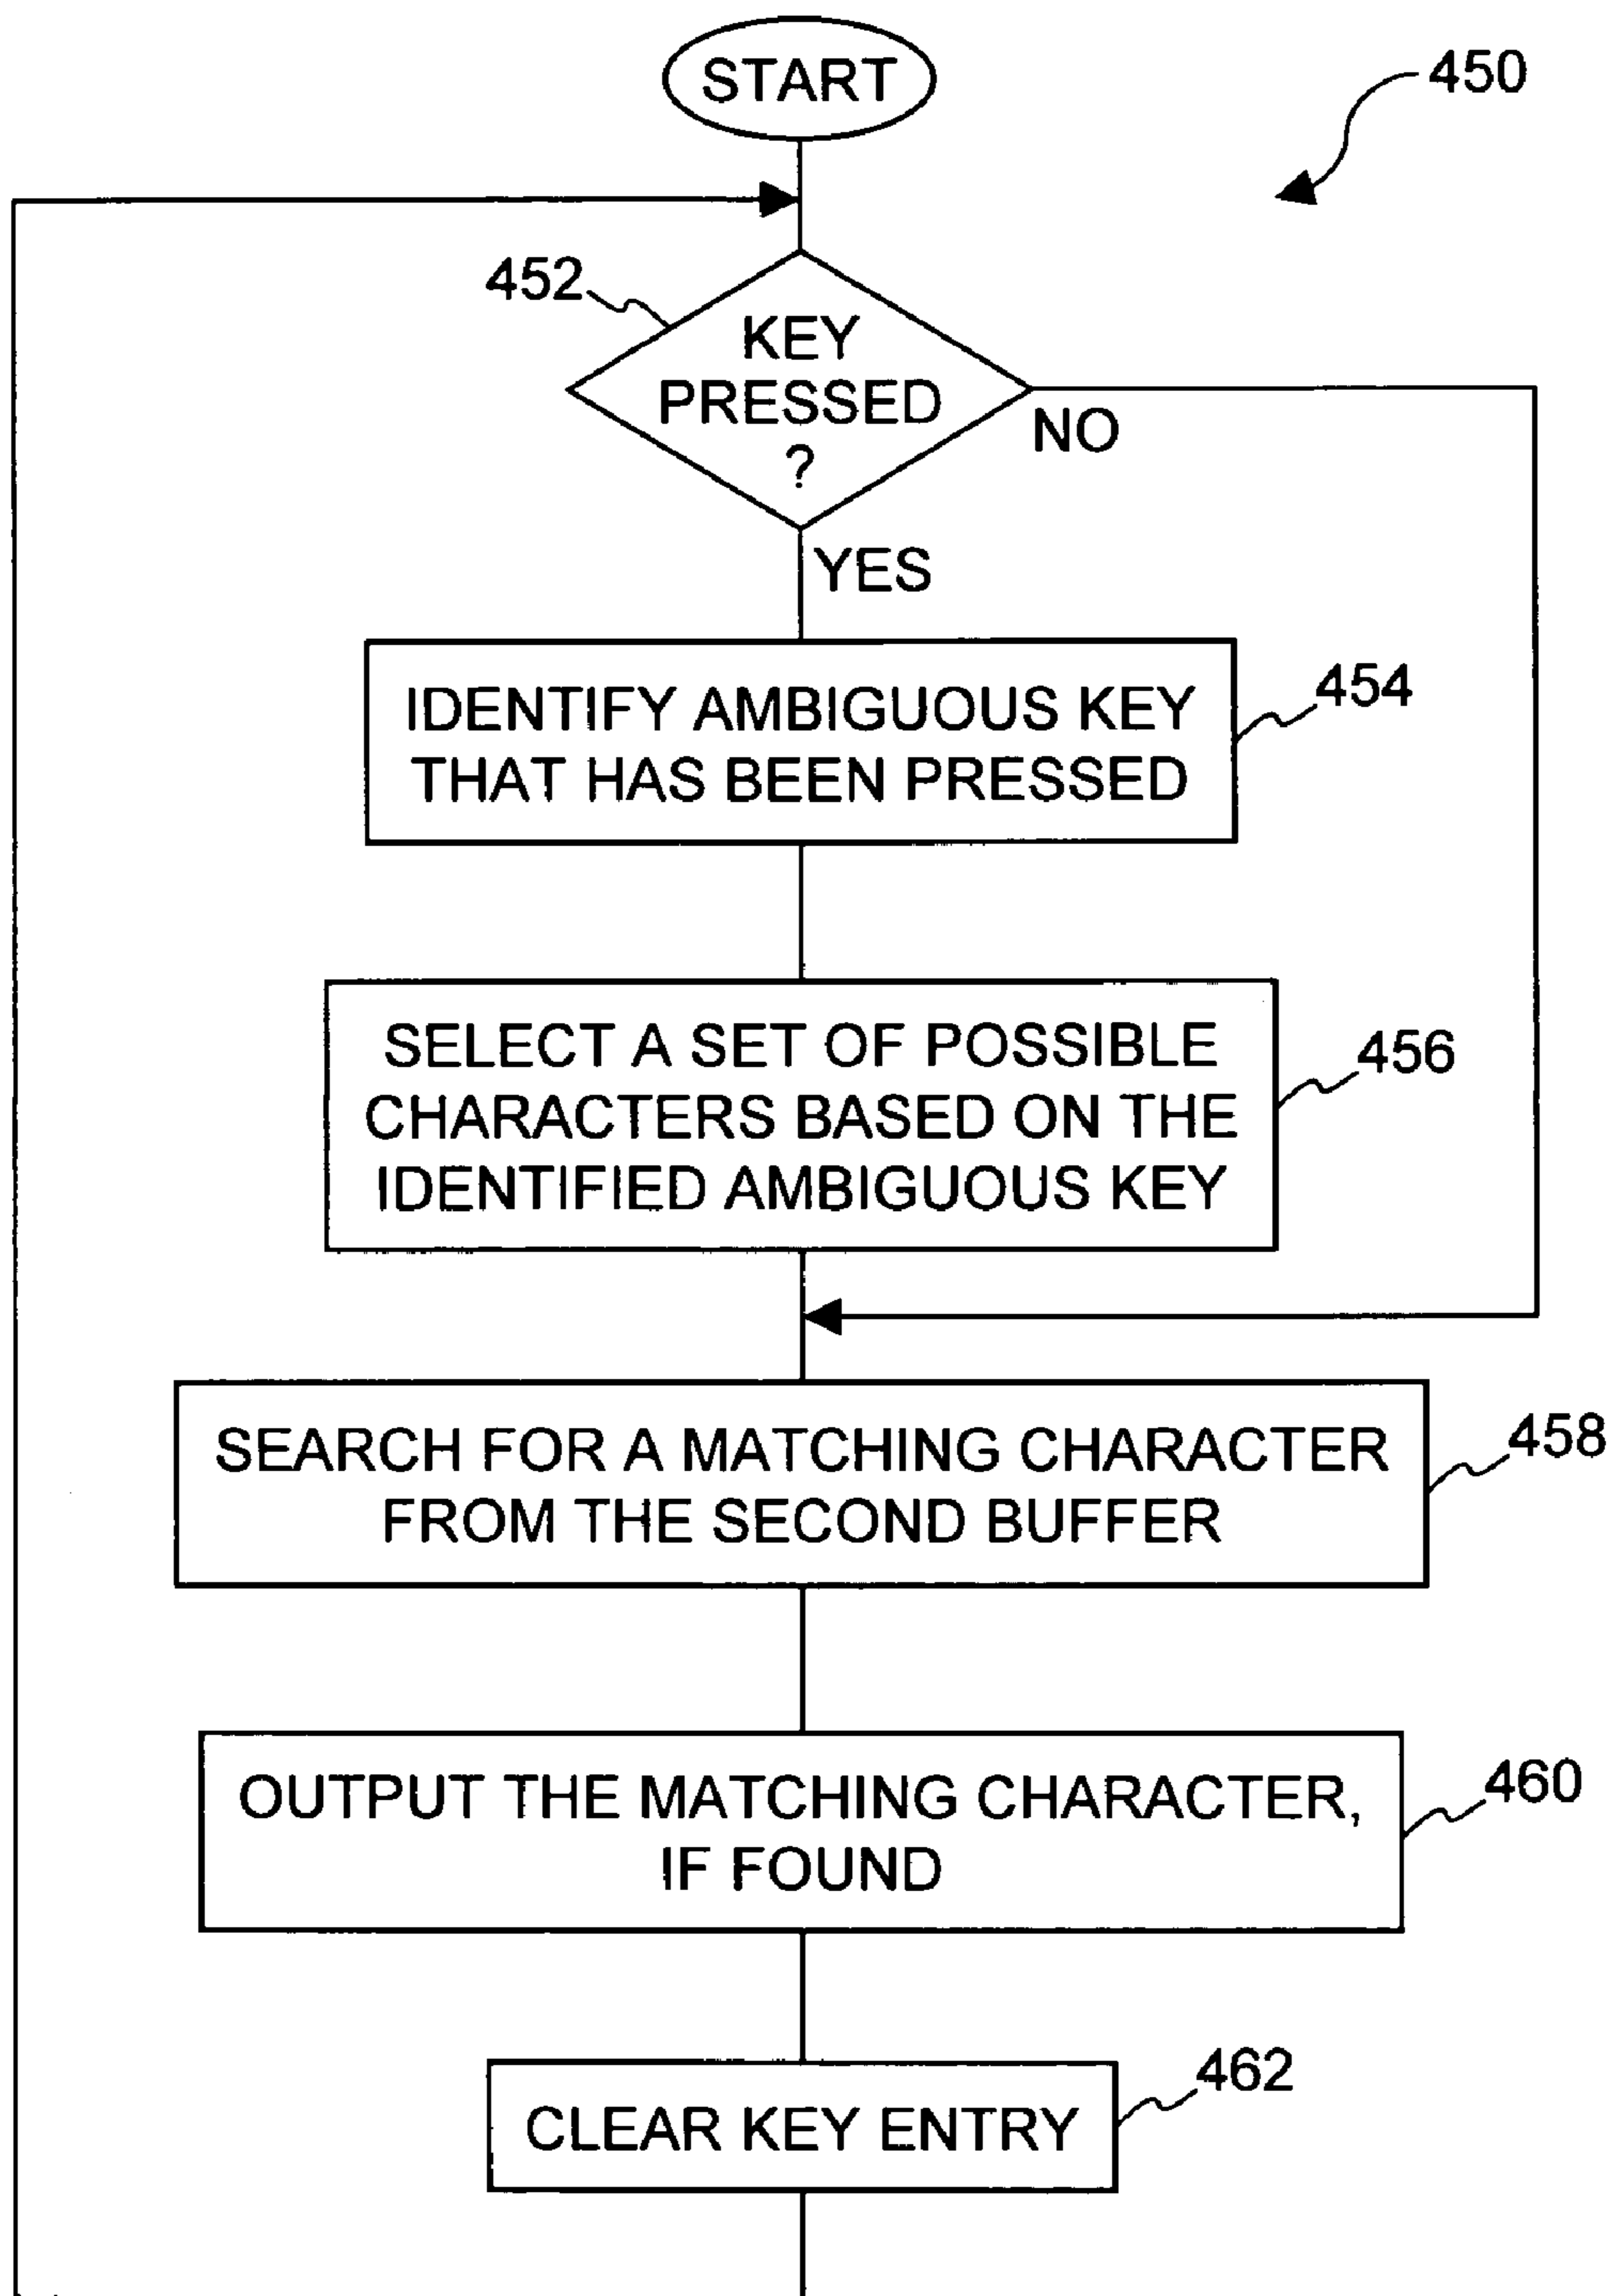 START
450
452
KEY
PRESSED
?
NO
YES
IDENTIFY AMBIGUOUS KEY
THAT HAS BEEN PRESSED
454
SELECT A SET OF POSSIBLE
CHARACTERS BASED ON THE
IDENTIFIED AMBIGUOUS KEY
456
SEARCH FOR A MATCHING CHARACTER
FROM THE SECOND BUFFER
458
OUTPUT THE MATCHING CHARACTER,
IF FOUND
460
CLEAR KEY ENTRY
462